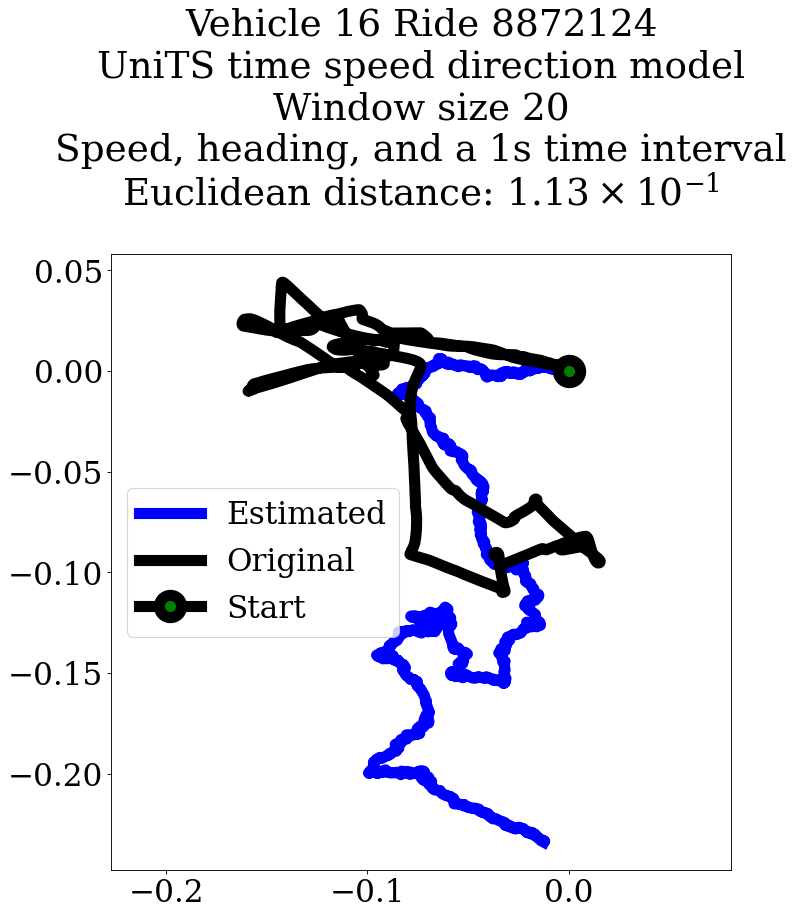 Vehicle 16 Ride 8872124
UniTS time speed direction model
Window size 20
Speed, heading, and a 1s time interval
Euclidean distance: 1.13 × 10⁻¹
0.05
0.00
−0.05
−0.10
−0.15
−0.20
Estimated
Original
Start
−0.2
−0.1
0.0